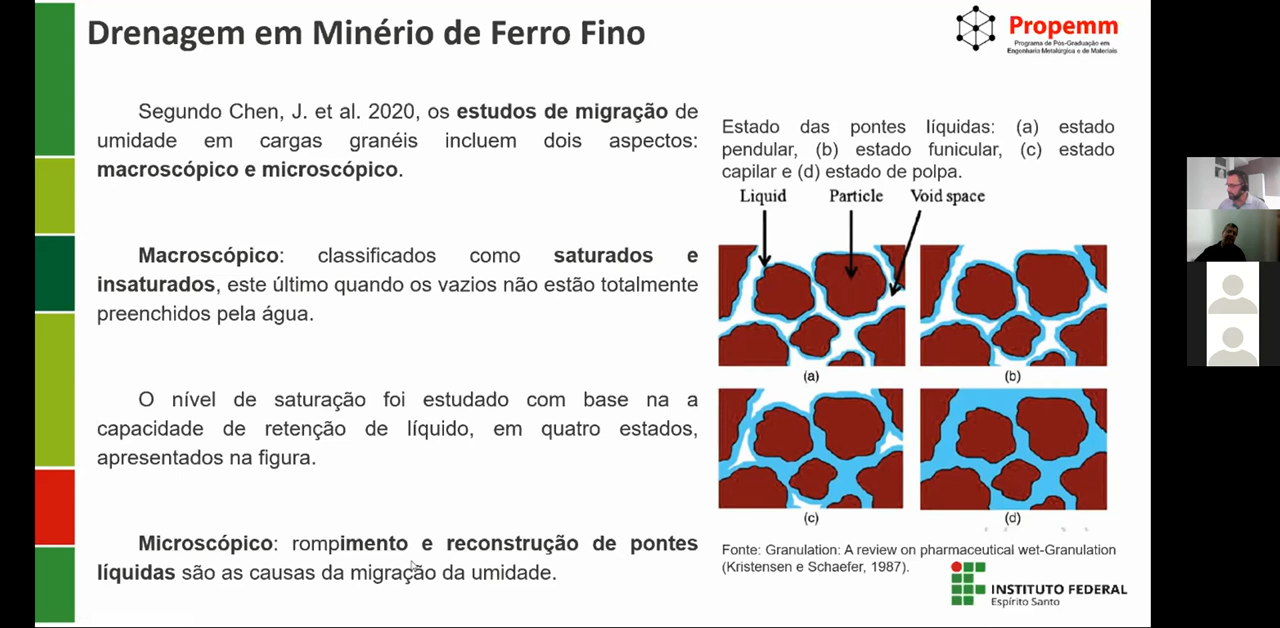 Drenagem em Minério de Ferro Fino
Propemm
Programa de Pós-Graduação em
Engenharia Metalúrgica e de Materiais
Segundo Chen, J. et al. 2020, os estudos de migração de
umidade em cargas granéis incluem dois aspectos:
macroscópico e microscópico.
Macroscópico: classificados como saturados e
insaturados, este último quando os vazios não estão totalmente
preenchidos pela água.
O nível de saturação foi estudado com base na a
capacidade de retenção de líquido, em quatro estados,
apresentados na figura.
Microscópico: rompimento e reconstrução de pontes
líquidas são as causas da migração da umidade.
Estado das pontes líquidas: (a) estado
pendular, (b) estado funicular, (c) estado
capilar e (d) estado de polpa.
Liquid Particle Void space
(a) (b)
(c) (d)
Fonte: Granulation: A review on pharmaceutical wet-Granulation
(Kristensen e Schaefer, 1987).
INSTITUTO FEDERAL
Espírito Santo